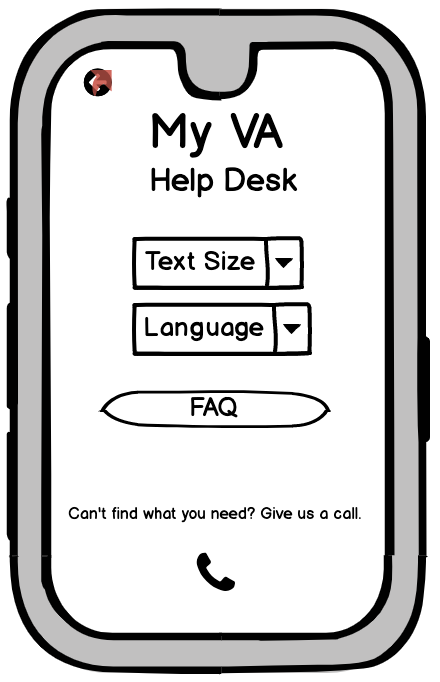 My VA
Help Desk
Text Size
Language
FAQ
Can't find what you need? Give us a call.